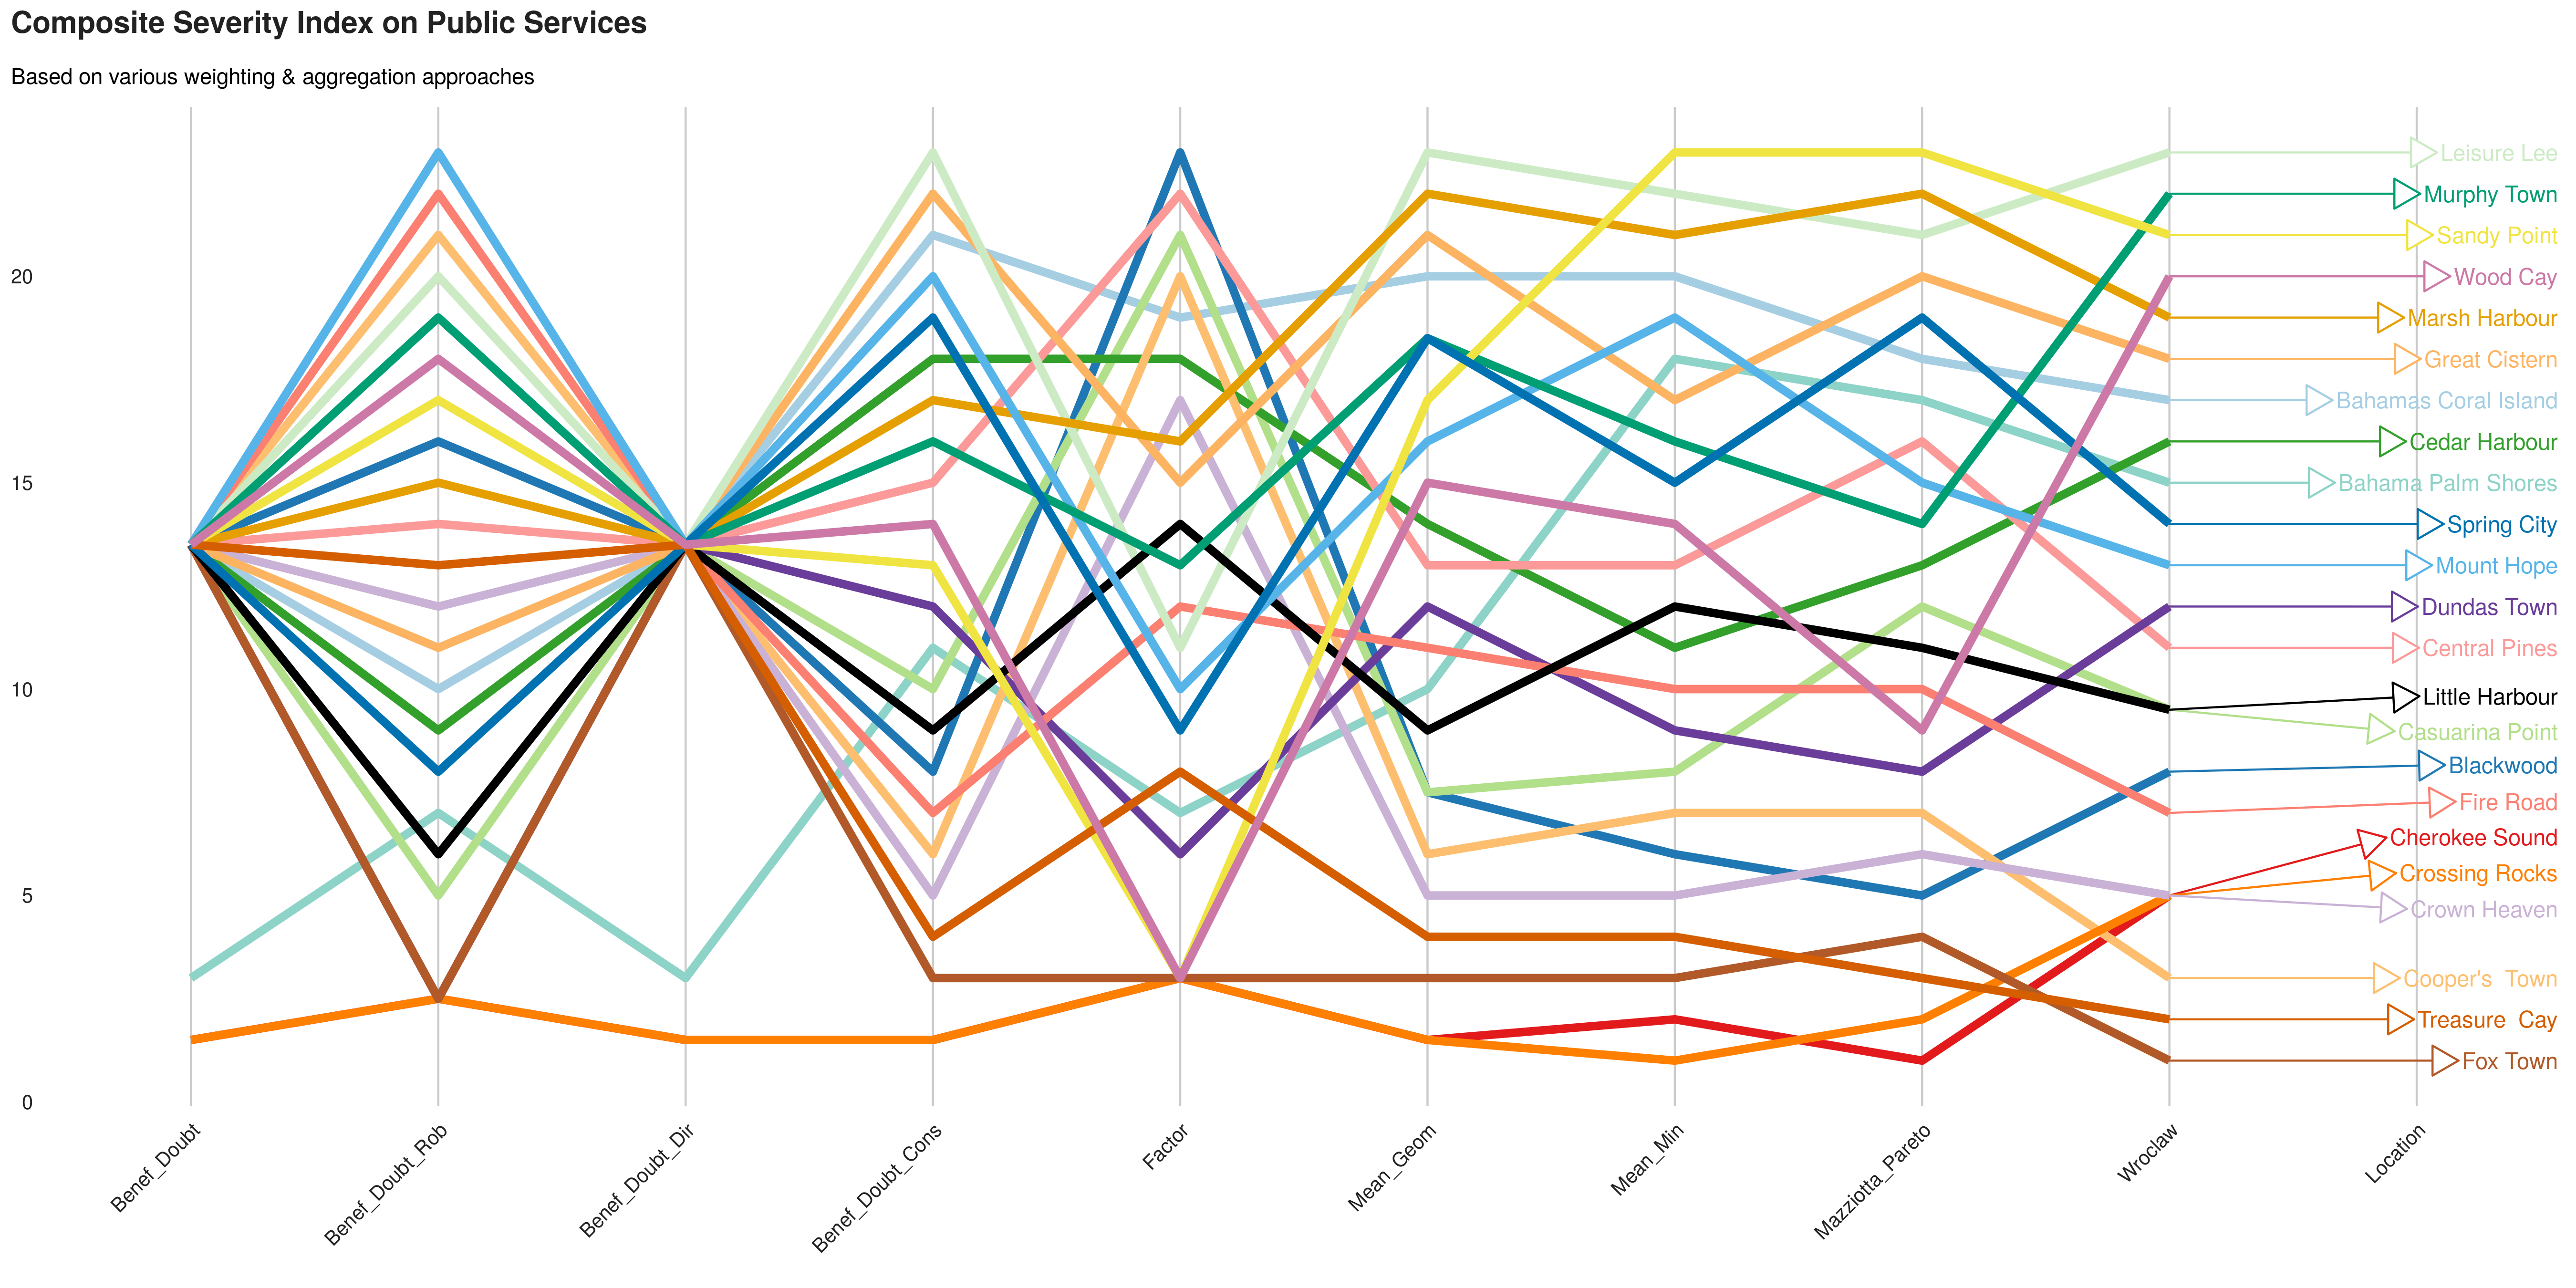 Composite Severity Index on Public Services
Based on various weighting & aggregation approaches
20
15
10
5
0
Leisure Lee
Murphy Town
Sandy Point
Wood Cay
Marsh Harbour
Great Cistern
Bahamas Coral Island
Cedar Harbour
Bahama Palm Shores
Spring City
Mount Hope
Dundas Town
Central Pines
Little Harbour
Casuarina Point
Blackwood
Fire Road
Cherokee Sound
Crossing Rocks
Crown Heaven
Cooper's  Town
Treasure  Cay
Fox Town
Benef_Doubt
Benef_Doubt_Rob
Benef_Doubt_Dir
Benef_Doubt_Cons
Factor
Mean_Geom
Mean_Min
Mazziotta_Pareto
Wroclaw
Location